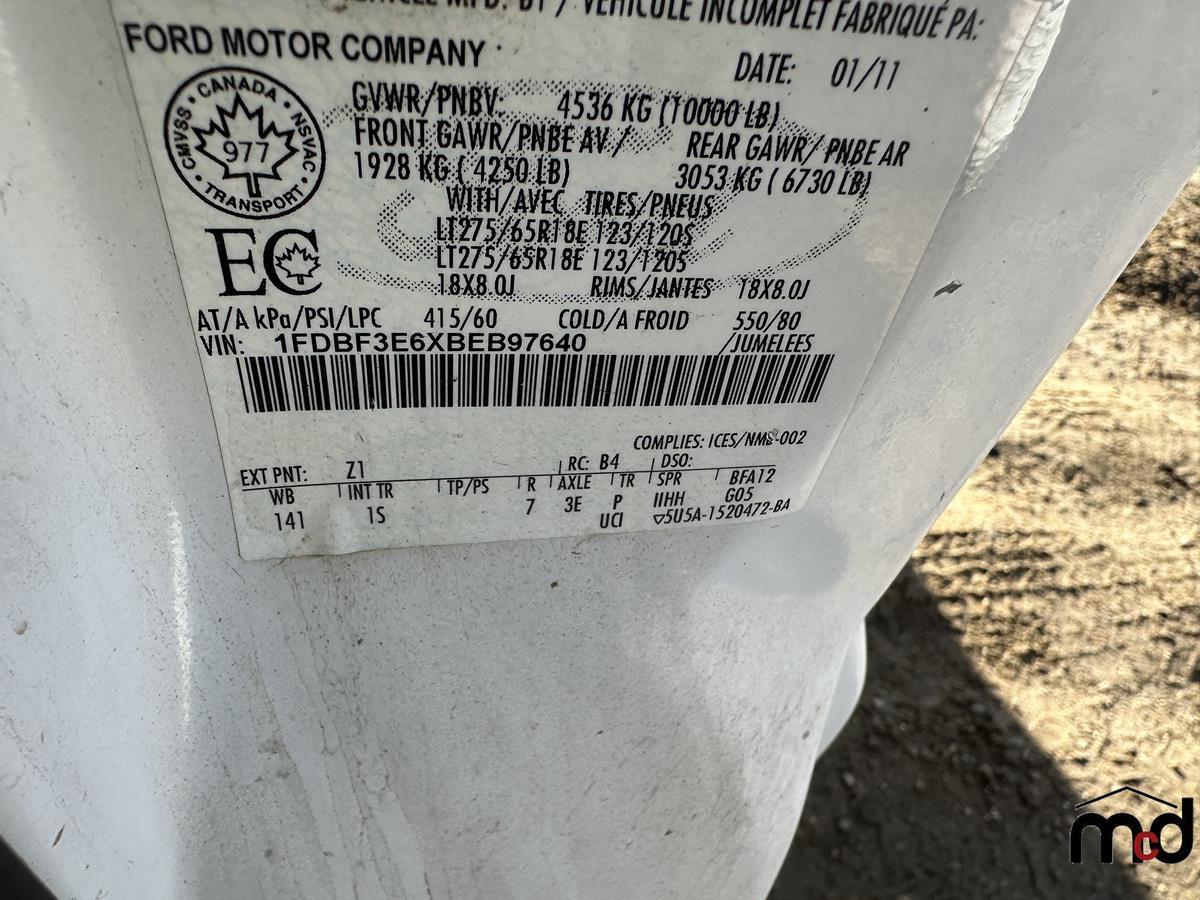 VEHICLE MFD. BY / VÉHICULE INCOMPLET FABRIQUÉ PA:
FORD MOTOR COMPANY
DATE: 01/11
CMVSS • CANADA • NSVAC • TRANSPORT •
977
GVWR/PNBV: 4536 KG (10000 LB)
FRONT GAWR/PNBE AV / REAR GAWR/ PNBE AR
1928 KG ( 4250 LB) 3053 KG ( 6730 LB)
WITH/AVEC TIRES/PNEUS
LT275/65R18E 123/120S
LT275/65R18E 123/120S
18X8.0J RIMS/JANTES 18X8.0J
EC
AT/A kPa/PSI/LPC 415/60 COLD/A FROID 550/80
VIN: 1FDBF3E6XBEB97640 /JUMELEES
COMPLIES: ICES/NMB-002
EXT PNT: Z1 RC: B4 DSO:
WB INT TR TP/PS R AXLE TR SPR BFA12
141 1S 7 3E P IIHH G05
UCI ▽5U5A-1520472-BA
mcd